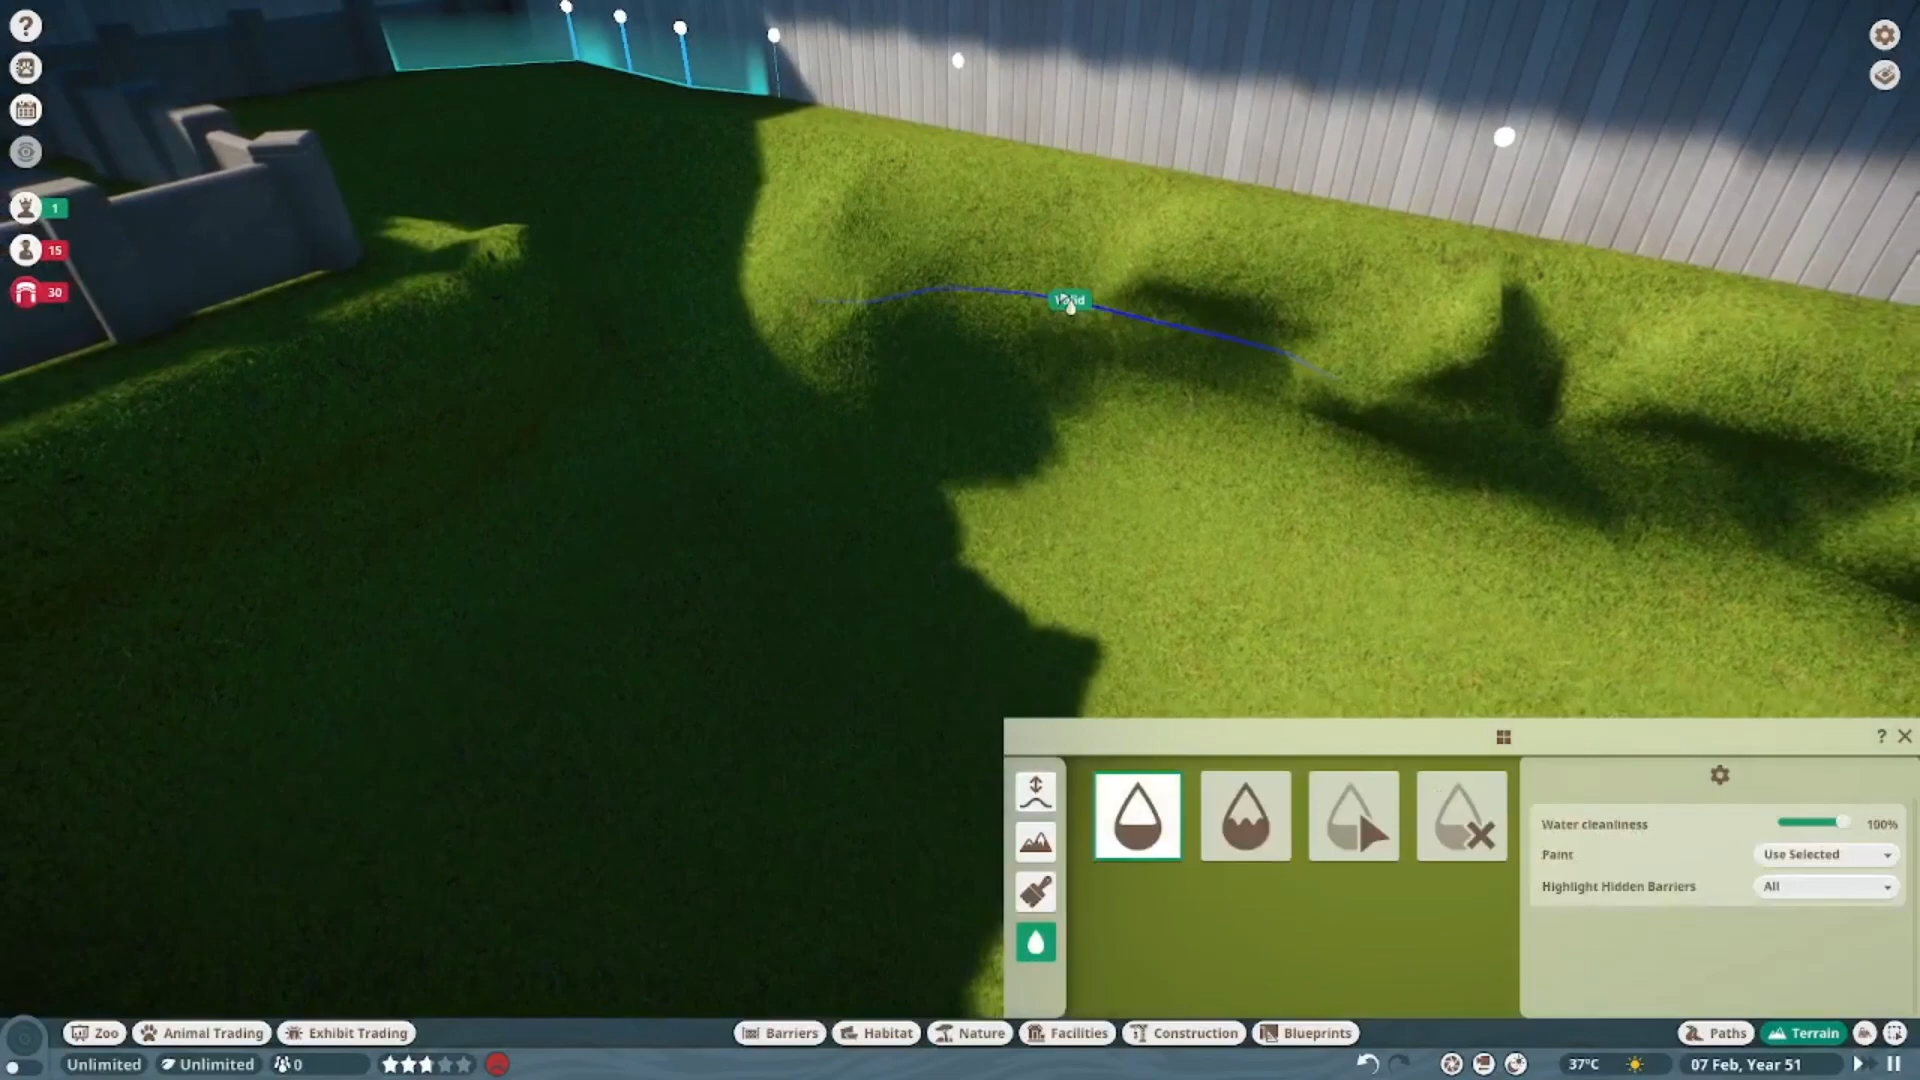 ?
1
15
30
Valid
?
Water cleanliness 100%
Paint Use Selected
Highlight Hidden Barriers All
Zoo Animal Trading Exhibit Trading Barriers Habitat Nature Facilities Construction Blueprints Paths Terrain
Unlimited Unlimited 0 37°C 07 Feb, Year 51